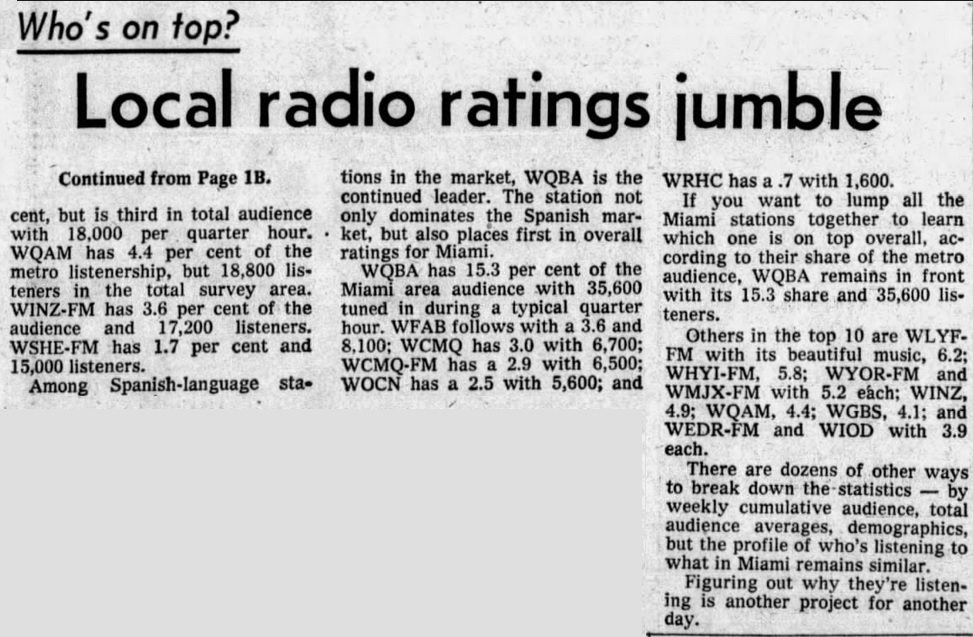 Who's on top?
Local radio ratings jumble
Continued from Page 1B.
cent, but is third in total audience
with 18,000 per quarter hour.
WQAM has 4.4 per cent of the
metro listenership, but 18,800 lis-
teners in the total survey area.
WINZ-FM has 3.6 per cent of the
audience and 17,200 listeners.
WSHE-FM has 1.7 per cent and
15,000 listeners.
Among Spanish-language sta-
tions in the market, WQBA is the
continued leader. The station not
only dominates the Spanish mar-
ket, but also places first in overall
ratings for Miami.
WQBA has 15.3 per cent of the
Miami area audience with 35,600
tuned in during a typical quarter
hour. WFAB follows with a 3.6 and
8,100; WCMQ has 3.0 with 6,700;
WCMQ-FM has a 2.9 with 6,500;
WOCN has a 2.5 with 5,600; and
WRHC has a .7 with 1,600.
If you want to lump all the
Miami stations together to learn
which one is on top overall, ac-
cording to their share of the metro
audience, WQBA remains in front
with its 15.3 share and 35,600 lis-
teners.
Others in the top 10 are WLYF-
FM with its beautiful music, 6.2;
WHYI-FM, 5.8; WYOR-FM and
WMJX-FM with 5.2 each; WINZ,
4.9; WQAM, 4.4; WGBS, 4.1; and
WEDR-FM and WIOD with 3.9
each.
There are dozens of other ways
to break down the statistics — by
weekly cumulative audience, total
audience averages, demographics,
but the profile of who's listening to
what in Miami remains similar.
Figuring out why they're listen-
ing is another project for another
day.